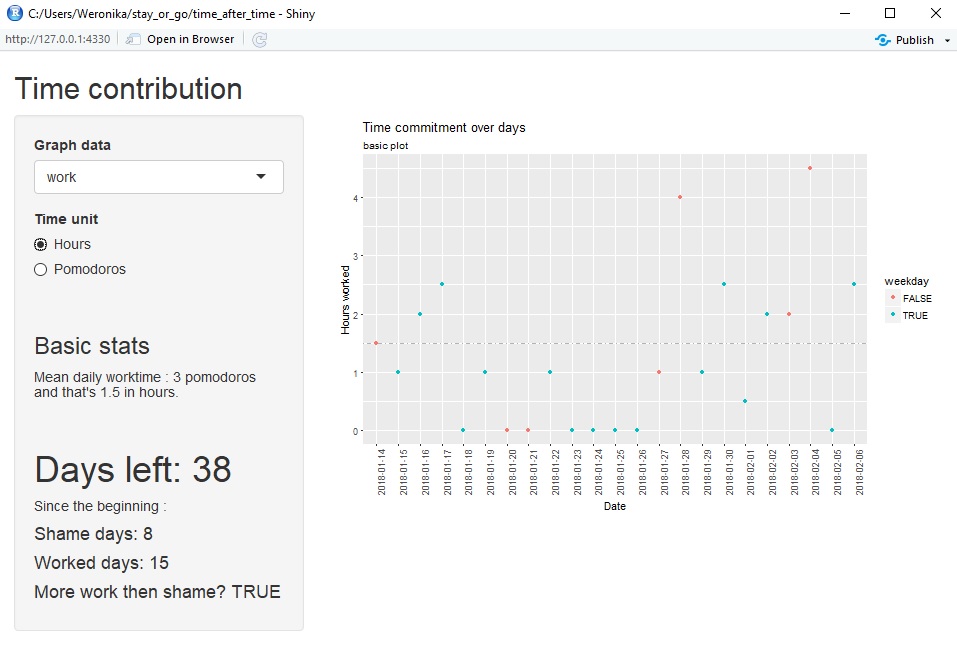 C:/Users/Weronika/stay_or_go/time_after_time - Shiny
http://127.0.0.1:4330
Open in Browser
Publish
Time contribution
Graph data
work
Time unit
Hours
Pomodoros
Basic stats
Mean daily worktime : 3 pomodoros
and that's 1.5 in hours.
Days left: 38
Since the beginning :
Shame days: 8
Worked days: 15
More work then shame? TRUE
Time commitment over days
basic plot
Hours worked
4
3
2
1
0
2018-01-14
2018-01-15
2018-01-16
2018-01-17
2018-01-18
2018-01-19
2018-01-20
2018-01-21
2018-01-22
2018-01-23
2018-01-24
2018-01-25
2018-01-26
2018-01-27
2018-01-28
2018-01-29
2018-01-30
2018-02-01
2018-02-02
2018-02-03
2018-02-04
2018-02-05
2018-02-06
Date
weekday
FALSE
TRUE